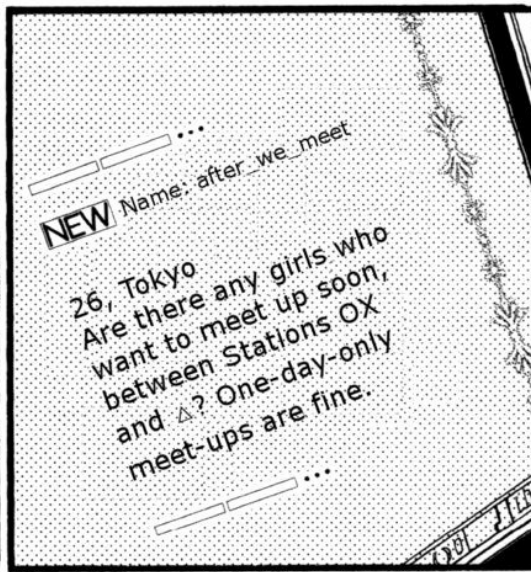 NEW Name: after_we_meet
26, Tokyo
Are there any girls who
want to meet up soon,
between Stations OX
and △? One-day-only
meet-ups are fine.